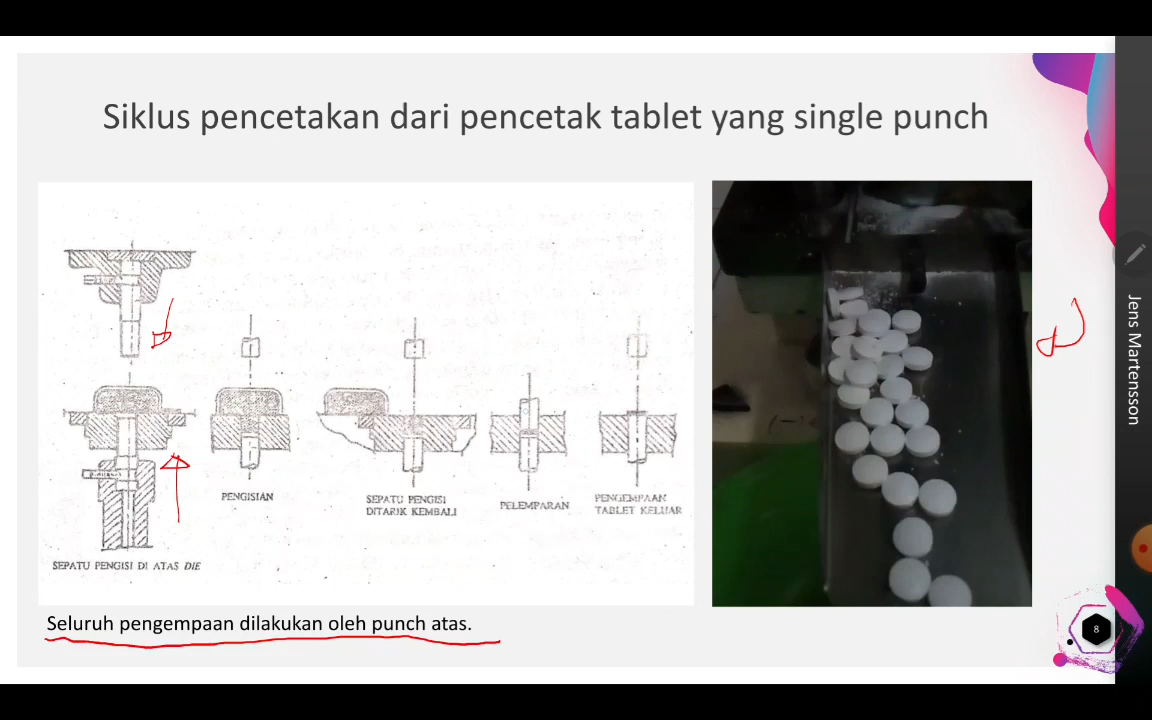 Siklus pencetakan dari pencetak tablet yang single punch
PENGISIAN
SEPATU PENGISI
DITARIK KEMBALI
PELEMPARAN
PENGEMPAAN
TABLET KELUAR
SEPATU PENGISI DI ATAS DIE
Seluruh pengempaan dilakukan oleh punch atas.
Jens Martensson
8